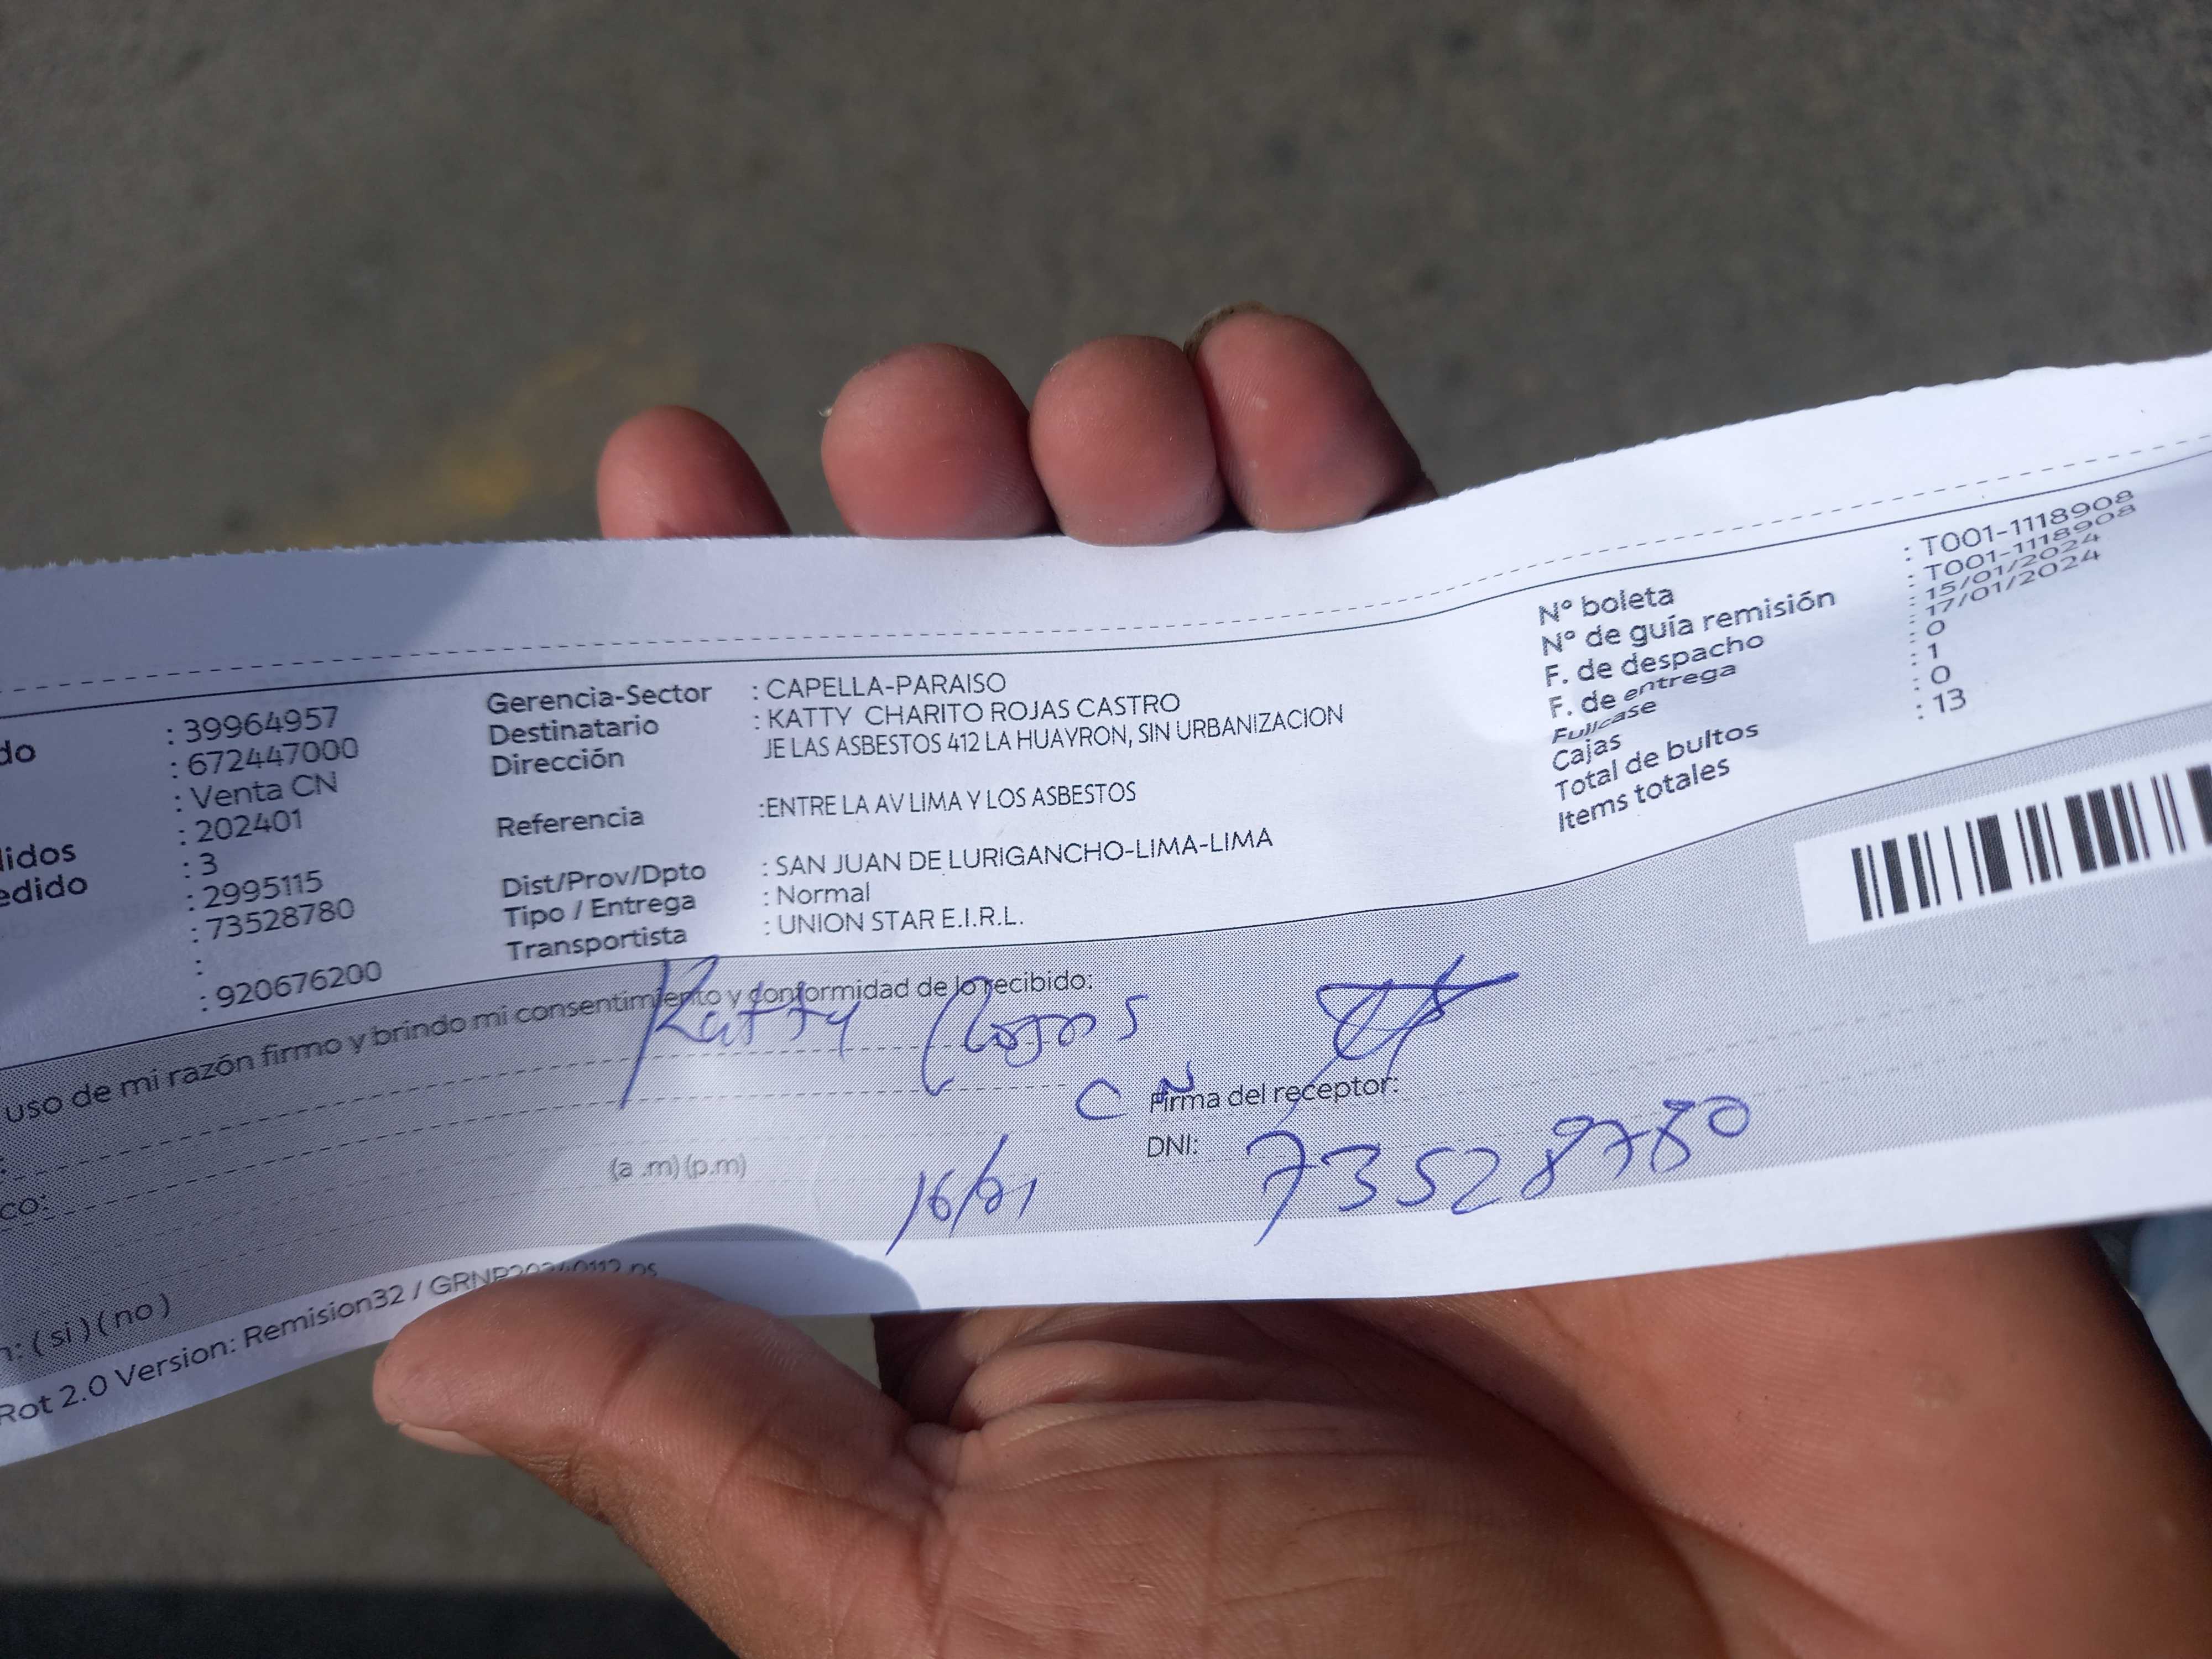 do : 39964957
: 672447000
: Venta CN
: 202401
lidos : 3
edido : 2995115
: 73528780
:
: 920676200
Gerencia-Sector : CAPELLA-PARAISO
Destinatario : KATTY CHARITO ROJAS CASTRO
Dirección JE LAS ASBESTOS 412 LA HUAYRON, SIN URBANIZACION
Referencia :ENTRE LA AV LIMA Y LOS ASBESTOS
Dist/Prov/Dpto : SAN JUAN DE LURIGANCHO-LIMA-LIMA
Tipo / Entrega : Normal
Transportista : UNION STAR E.I.R.L.
N° boleta : T001-1118908
N° de guía remisión : T001-1118908
F. de despacho : 15/01/2024
F. de entrega : 17/01/2024
Fullcase : 0
Cajas : 1
Total de bultos : 0
Items totales : 13
uso de mi razón firmo y brindo mi consentimiento y conformidad de lo recibido:
Katty Rojas
C Ñ
Firma del receptor:
DNI: 73528780
(a .m) (p.m)
16/01
co:
n: ( si ) ( no )
Rot 2.0 Version: Remision32 / GRNP20240112.ps